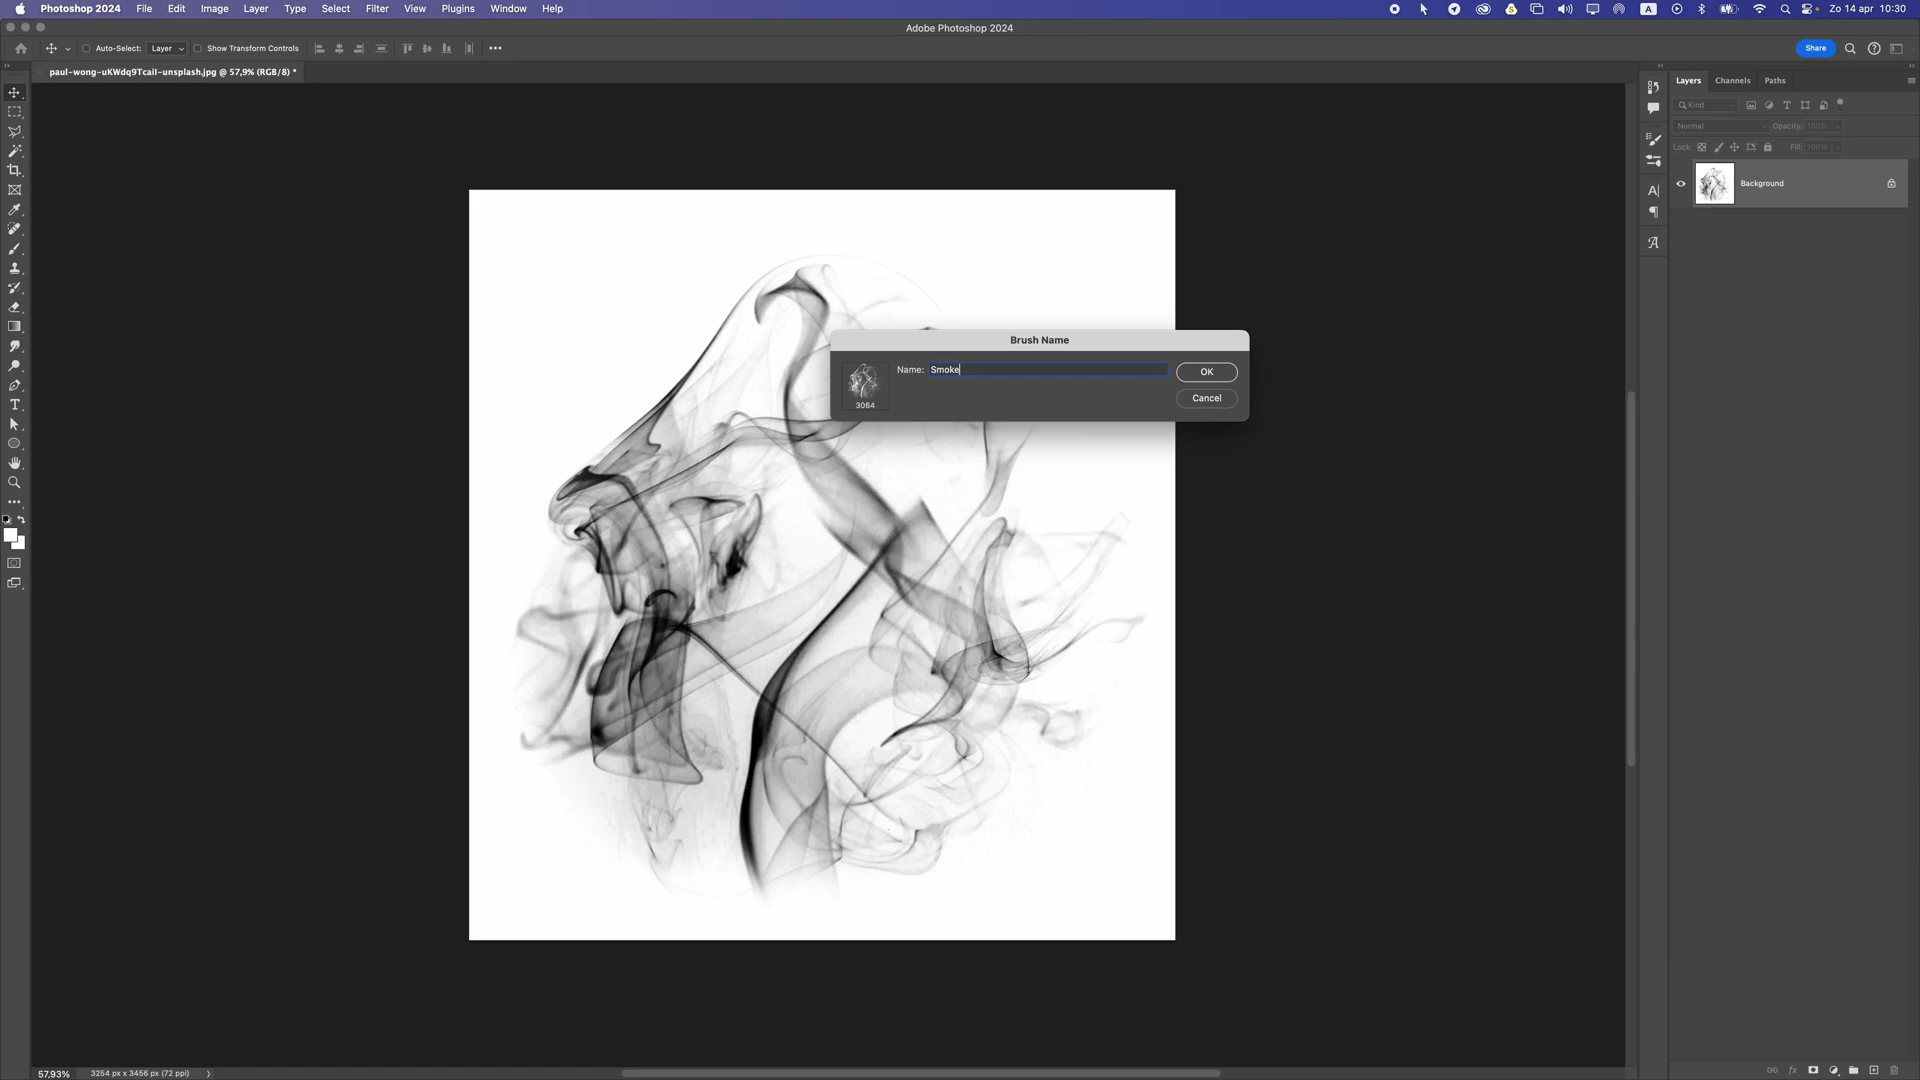 Photoshop 2024 File Edit Image Layer Type Select Filter View Plugins Window Help A Zo 14 apr 10:30
Adobe Photoshop 2024
Auto-Select: Layer Show Transform Controls Share
paul-wong-uKWdq9TcaiI-unsplash.jpg @ 57,9% (RGB/8) *
Layers Channels Paths
Kind
Normal Opacity: 100%
Lock: Fill: 100%
Background
Brush Name
Name: Smoke OK
Cancel
3064
57,93% 3254 px x 3456 px (72 ppi)